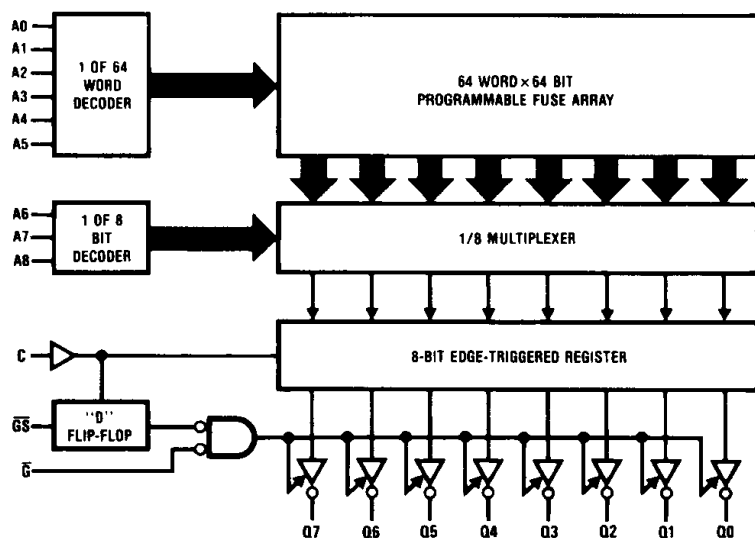 A0
A1
A2
A3
A4
A5
1 OF 64
WORD
DECODER
64 WORD × 64 BIT
PROGRAMMABLE FUSE ARRAY
A6
A7
A8
1 OF 8
BIT
DECODER
1/8 MULTIPLEXER
C
8-BIT EDGE-TRIGGERED REGISTER
G̅S̅
"D"
FLIP-FLOP
G̅
Q7 Q6 Q5 Q4 Q3 Q2 Q1 Q0